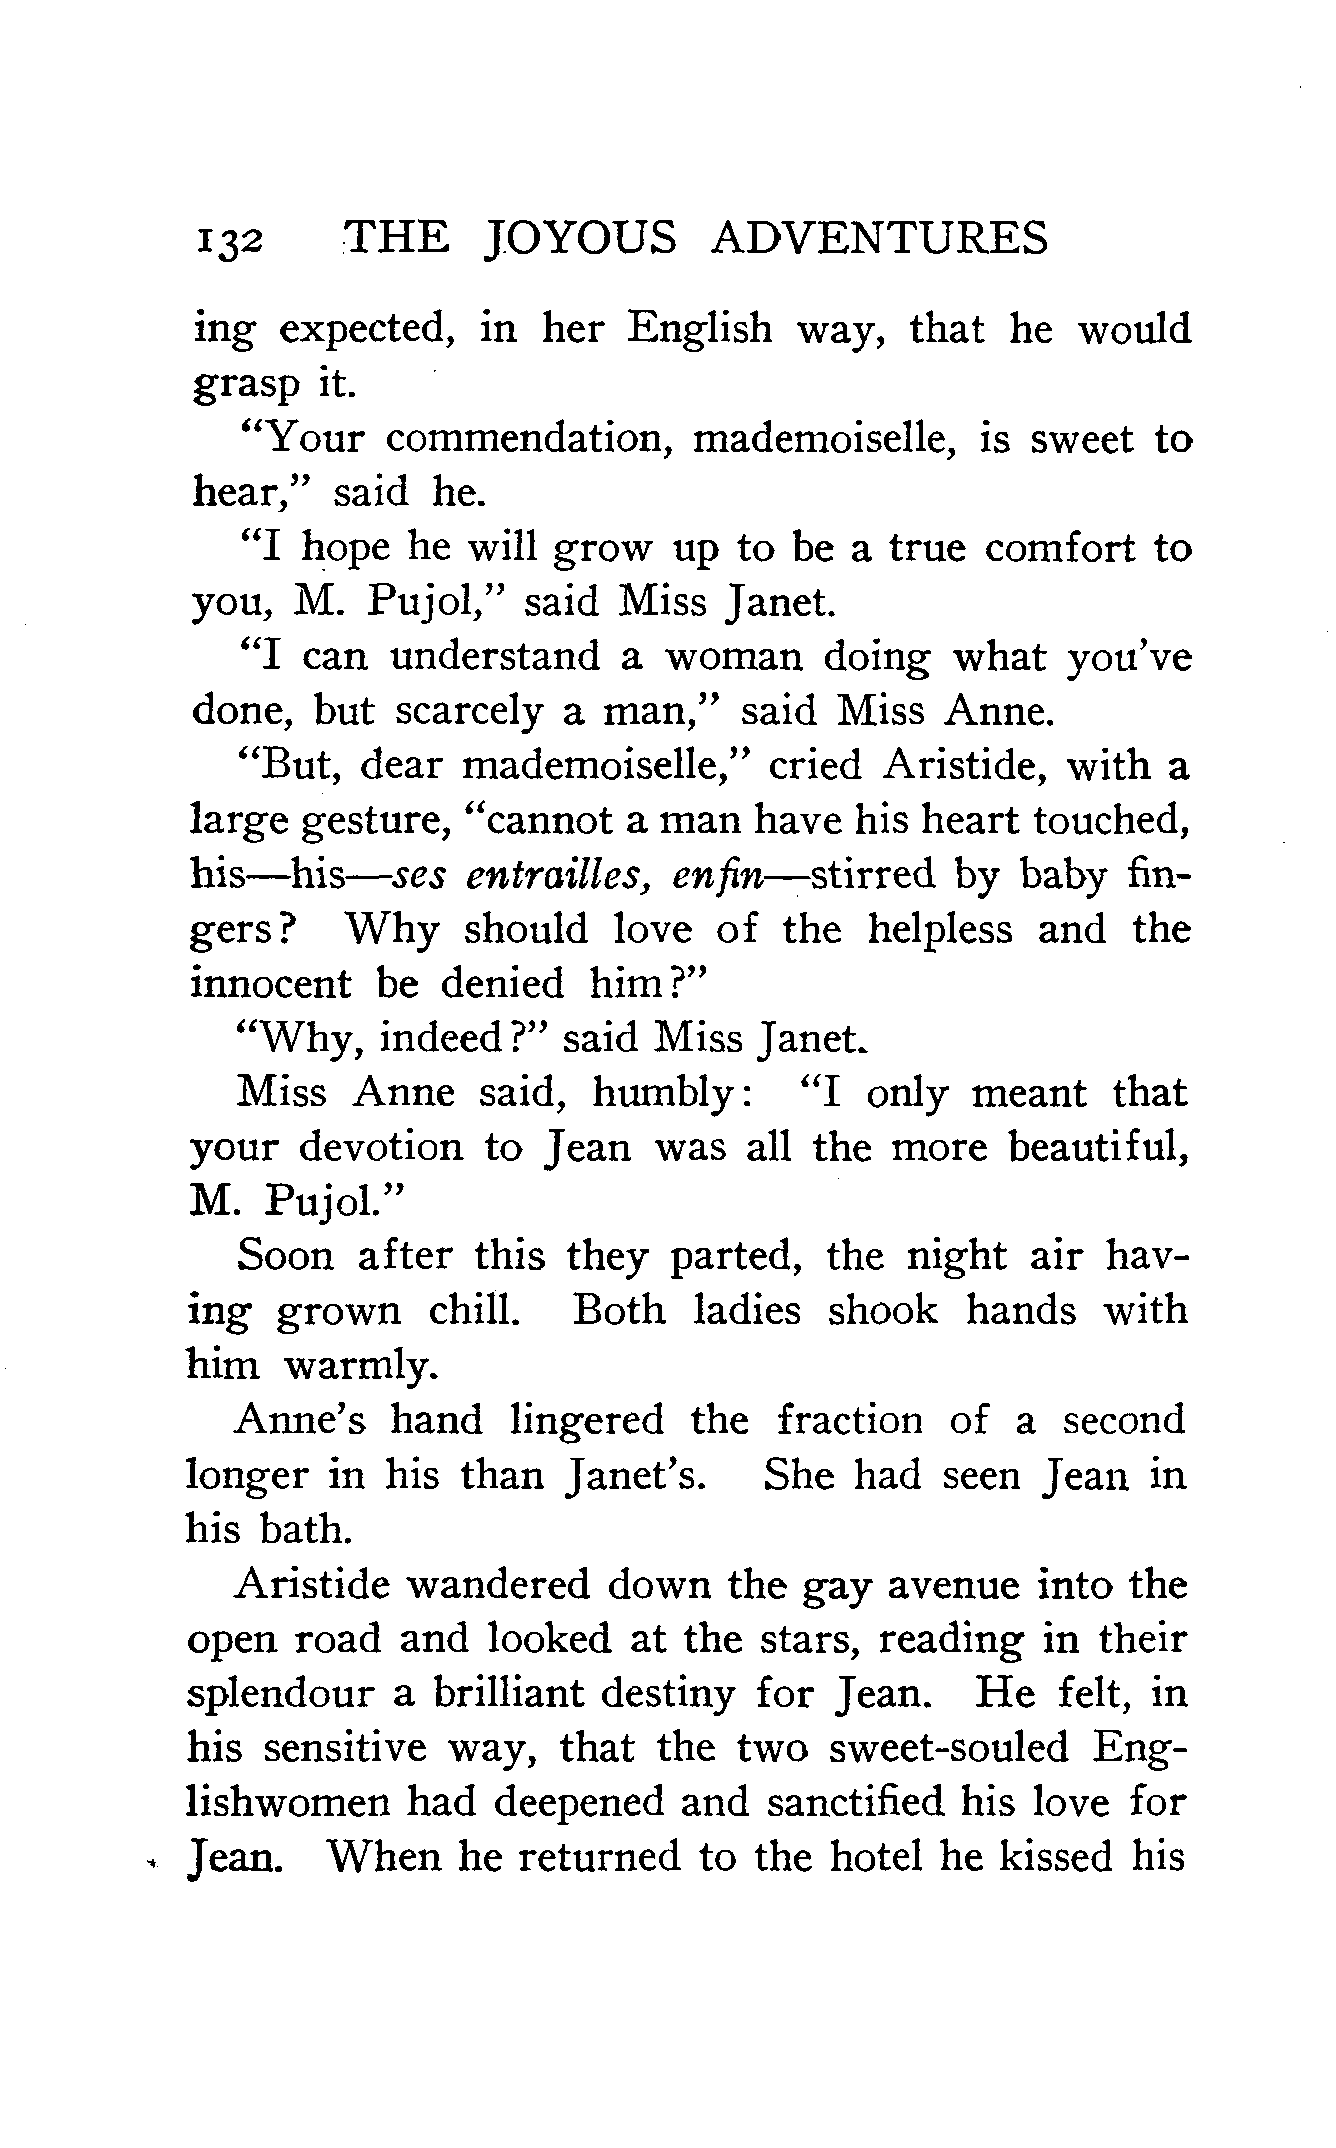 132 THE JOYOUS ADVENTURES
ing expected, in her English way, that he would
grasp it.
"Your commendation, mademoiselle, is sweet to
hear," said he.
"I hope he will grow up to be a true comfort to
you, M. Pujol," said Miss Janet.
"I can understand a woman doing what you've
done, but scarcely a man," said Miss Anne.
"But, dear mademoiselle," cried Aristide, with a
large gesture, "cannot a man have his heart touched,
his—his—ses entrailles, enfin—stirred by baby fin-
gers? Why should love of the helpless and the
innocent be denied him?"
"Why, indeed?" said Miss Janet.
Miss Anne said, humbly: "I only meant that
your devotion to Jean was all the more beautiful,
M. Pujol."
Soon after this they parted, the night air hav-
ing grown chill. Both ladies shook hands with
him warmly.
Anne's hand lingered the fraction of a second
longer in his than Janet's. She had seen Jean in
his bath.
Aristide wandered down the gay avenue into the
open road and looked at the stars, reading in their
splendour a brilliant destiny for Jean. He felt, in
his sensitive way, that the two sweet-souled Eng-
lishwomen had deepened and sanctified his love for
Jean. When he returned to the hotel he kissed his